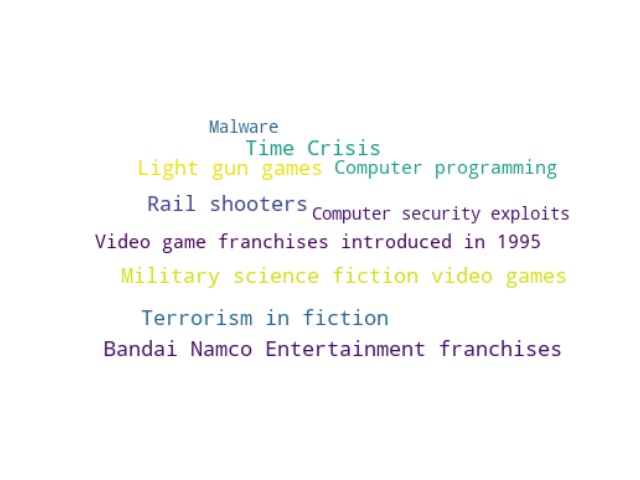 Malware
Time Crisis
Light gun games Computer programming
Rail shooters
Computer security exploits
Video game franchises introduced in 1995
Military science fiction video games
Terrorism in fiction
Bandai Namco Entertainment franchises